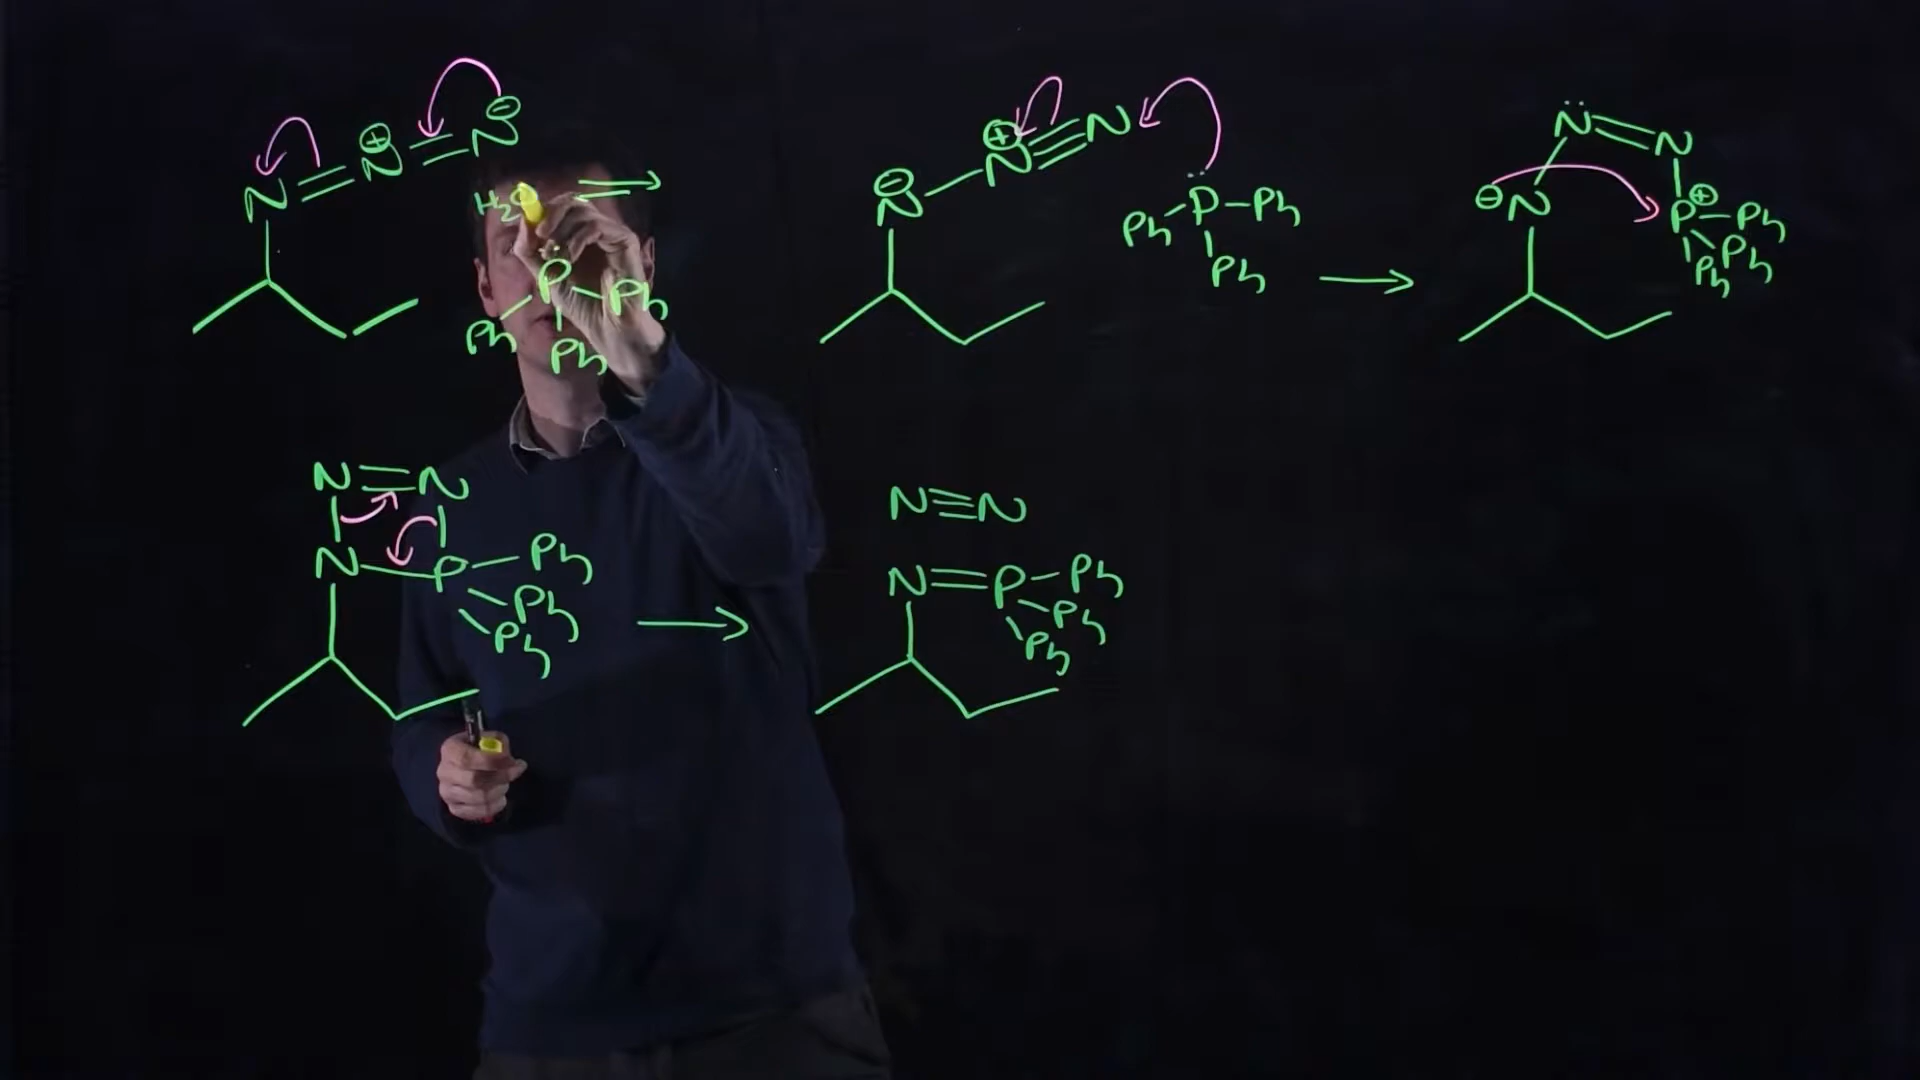 N=N⊕=N⊖
H₂O
P̈
Ph Ph
Ph
⊖N-N⊕≡N
Ph-P̈-Ph
Ph
N̈=N
⊖N P⊕-Ph
Ph
Ph
N=N
N-P-Ph
Ph
Ph
N≡N
N=P-Ph
Ph
Ph